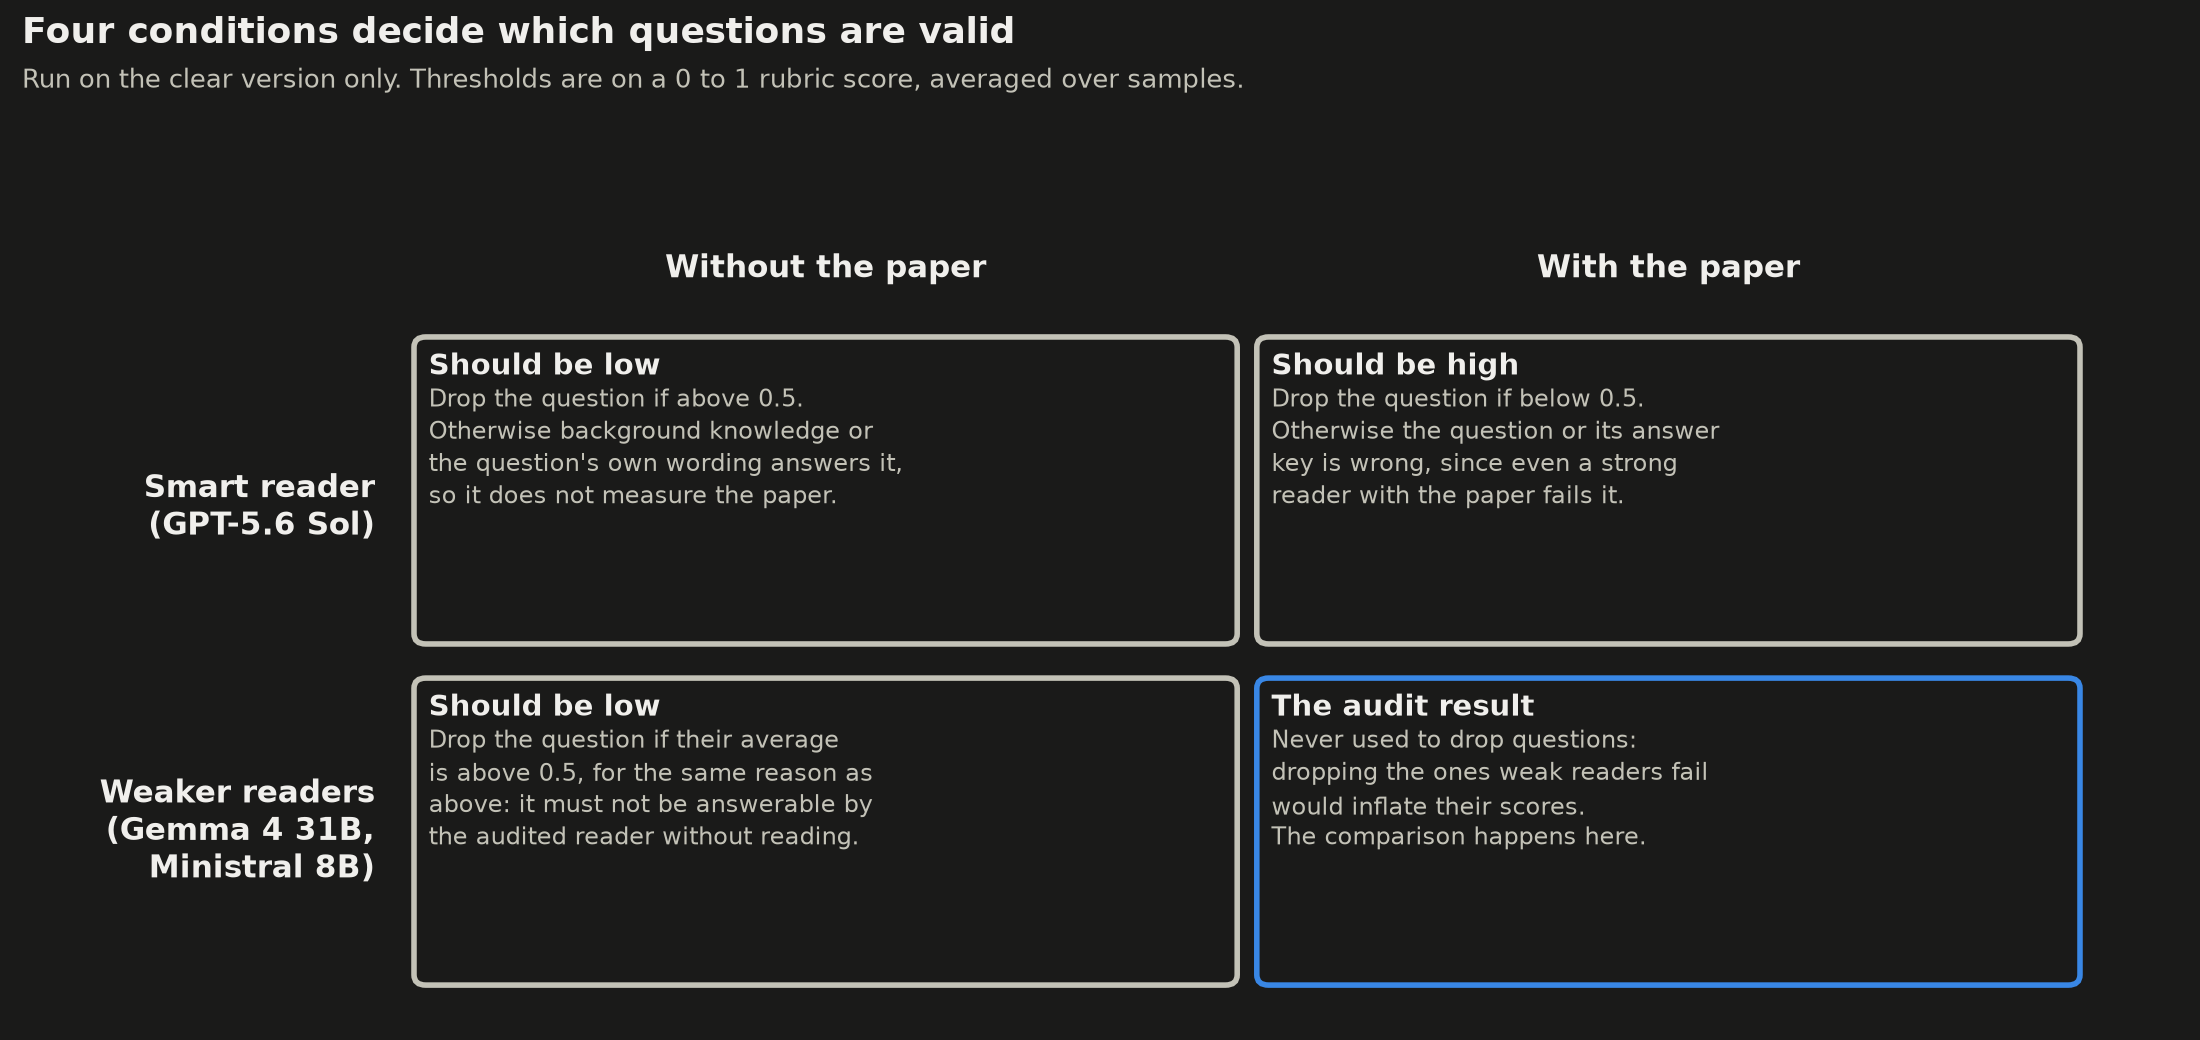 Four conditions decide which questions are valid
Run on the clear version only. Thresholds are on a 0 to 1 rubric score, averaged over samples.
Without the paper
With the paper
Smart reader
(GPT-5.6 Sol)
Should be low
Drop the question if above 0.5.
Otherwise background knowledge or
the question's own wording answers it,
so it does not measure the paper.
Should be high
Drop the question if below 0.5.
Otherwise the question or its answer
key is wrong, since even a strong
reader with the paper fails it.
Weaker readers
(Gemma 4 31B,
Ministral 8B)
Should be low
Drop the question if their average
is above 0.5, for the same reason as
above: it must not be answerable by
the audited reader without reading.
The audit result
Never used to drop questions:
dropping the ones weak readers fail
would inflate their scores.
The comparison happens here.